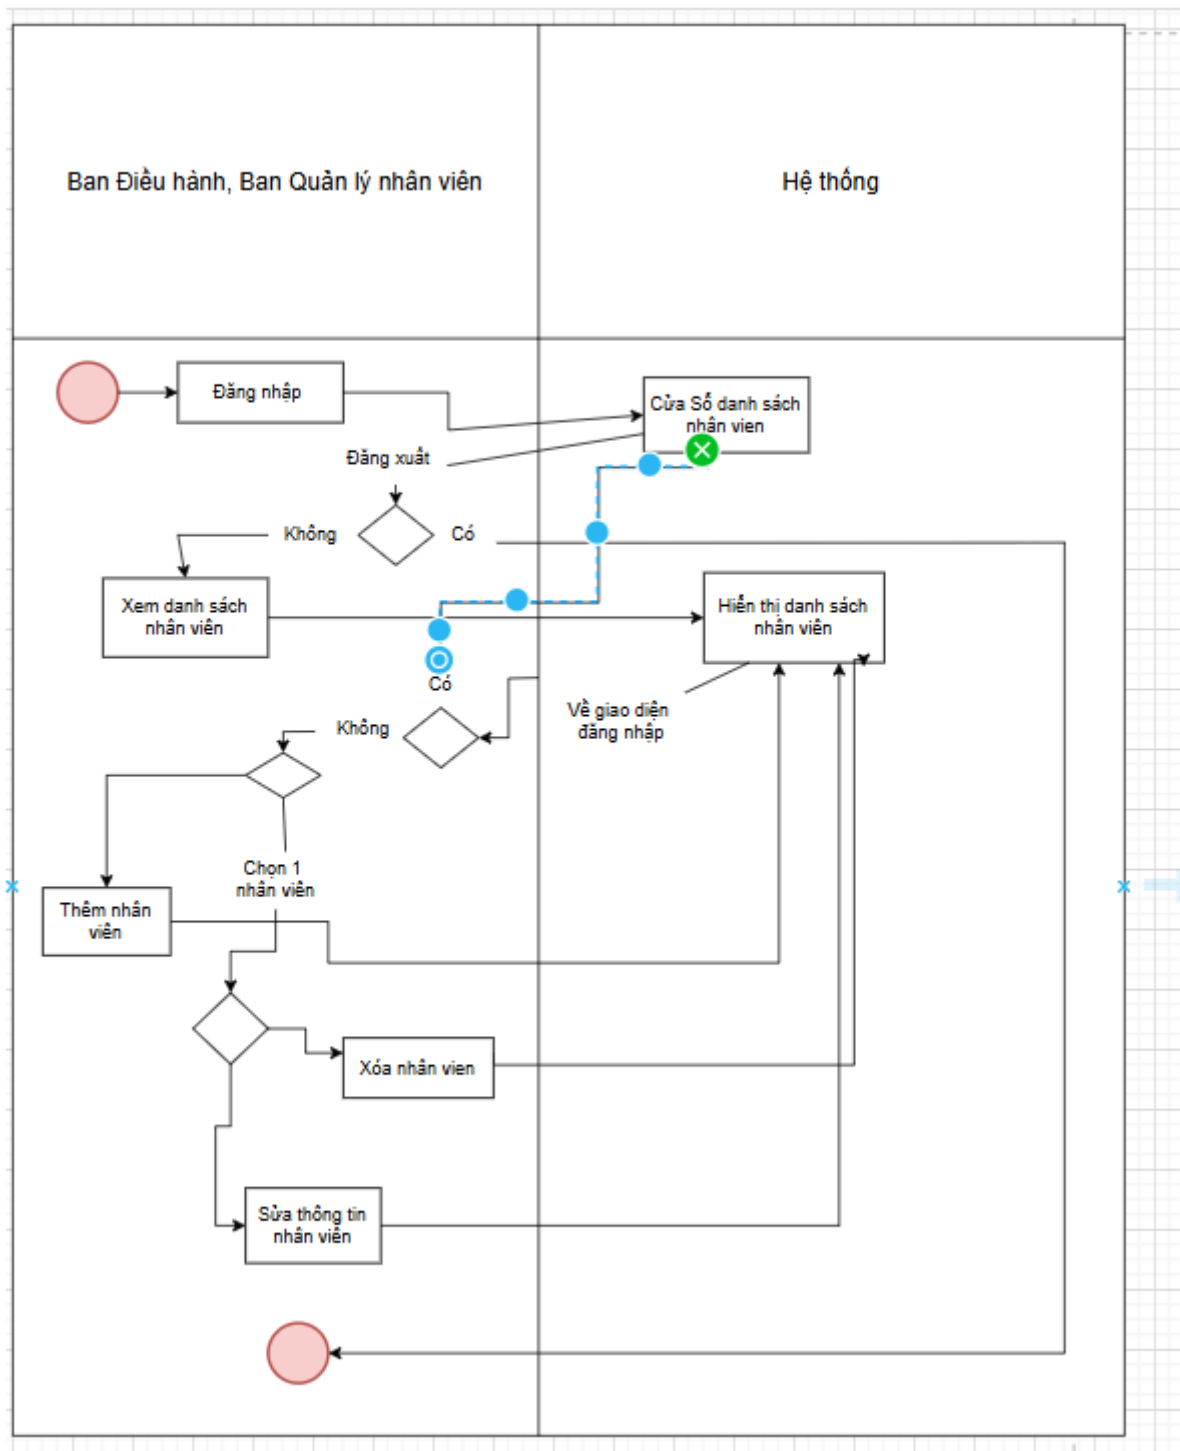 Ban Điều hành, Ban Quản lý nhân viên
Hệ thống
Đăng nhập
Cửa Sổ danh sách
nhân vien
Đăng xuất
Không
Có
Xem danh sách
nhân viên
Hiển thị danh sách
nhân viên
Có
Về giao diện
đăng nhập
Không
Chọn 1
nhân viên
Thêm nhân
viên
Xóa nhân vien
Sửa thông tin
nhân viên